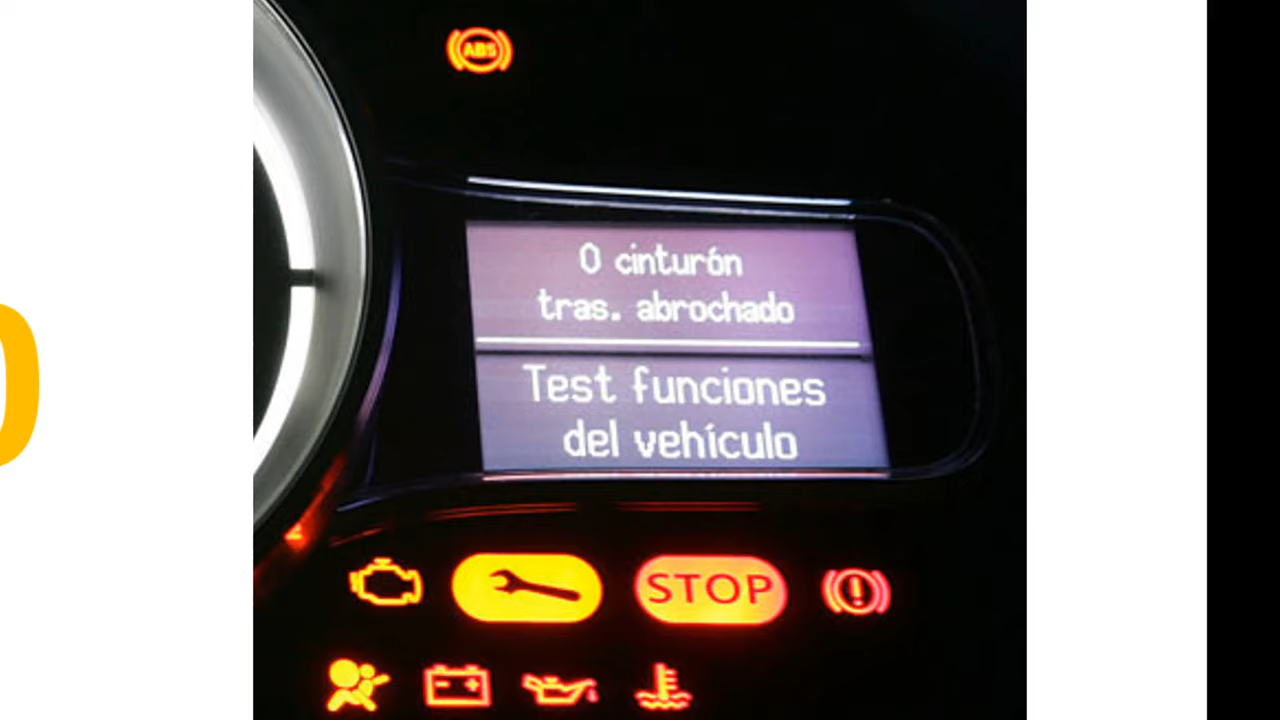 ABS
0 cinturón
tras. abrochado
Test funciones
del vehículo
STOP